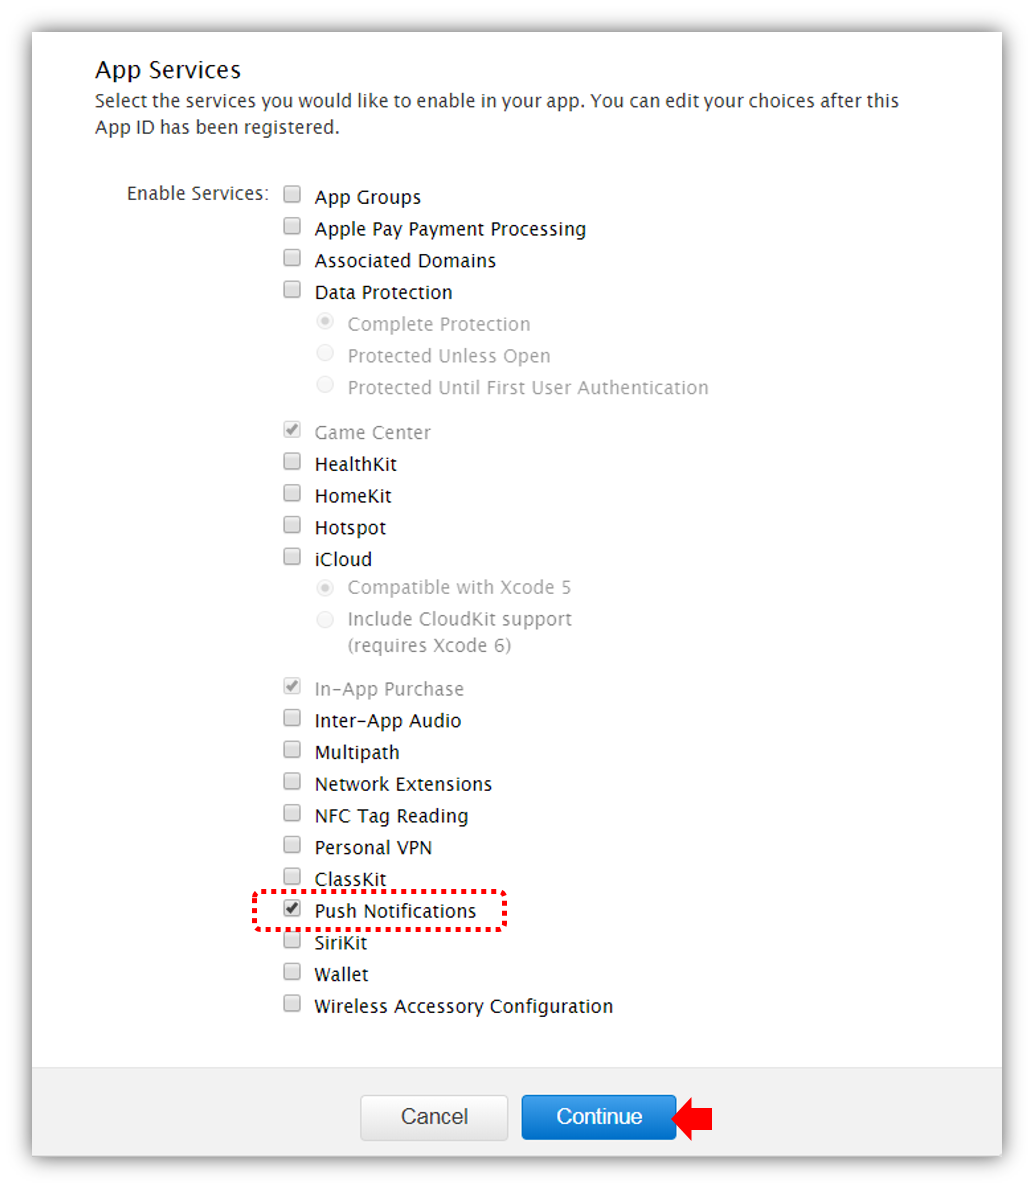 App Services
Select the services you would like to enable in your app. You can edit your choices after this
App ID has been registered.
Enable Services:
App Groups
Apple Pay Payment Processing
Associated Domains
Data Protection
Complete Protection
Protected Unless Open
Protected Until First User Authentication
Game Center
HealthKit
HomeKit
Hotspot
iCloud
Compatible with Xcode 5
Include CloudKit support
(requires Xcode 6)
In-App Purchase
Inter-App Audio
Multipath
Network Extensions
NFC Tag Reading
Personal VPN
ClassKit
Push Notifications
SiriKit
Wallet
Wireless Accessory Configuration
Cancel
Continue